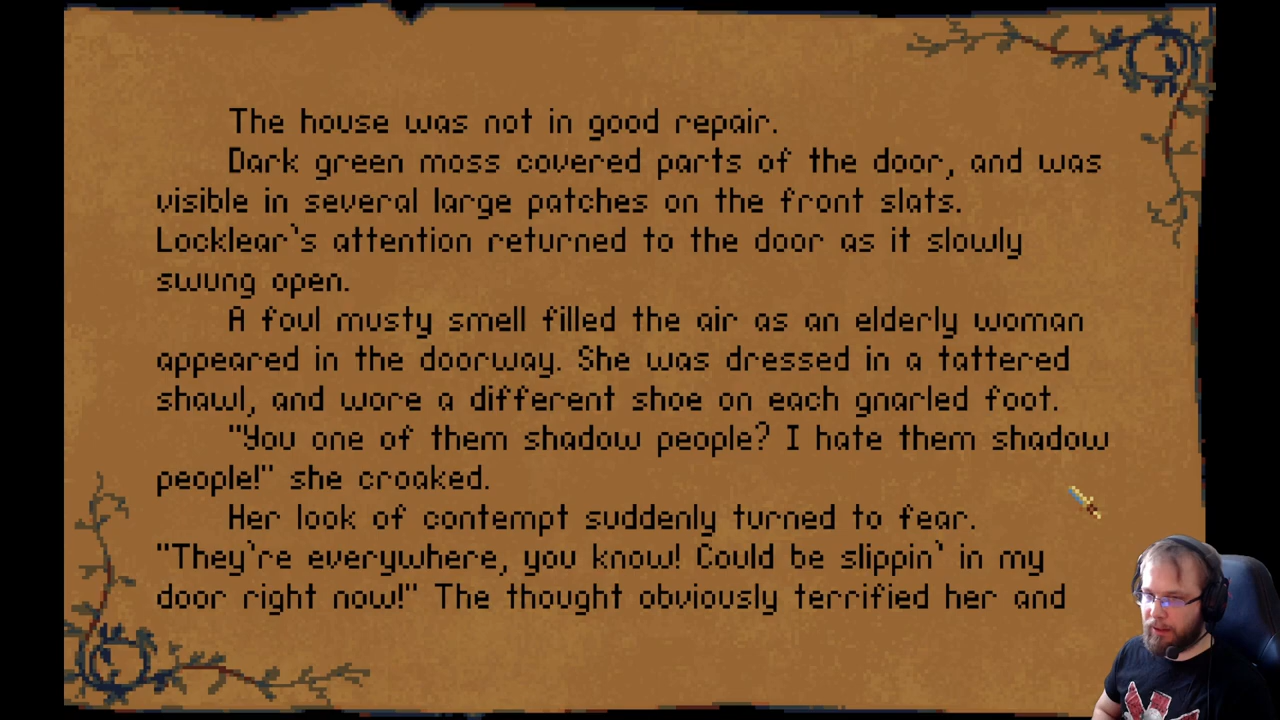 The house was not in good repair.
Dark green moss covered parts of the door, and was
visible in several large patches on the front slats.
Locklear's attention returned to the door as it slowly
swung open.
A foul musty smell filled the air as an elderly woman
appeared in the doorway. She was dressed in a tattered
shawl, and wore a different shoe on each gnarled foot.
"You one of them shadow people? I hate them shadow
people!" she croaked.
Her look of contempt suddenly turned to fear.
"They're everywhere, you know! Could be slippin' in my
door right now!" The thought obviously terrified her and